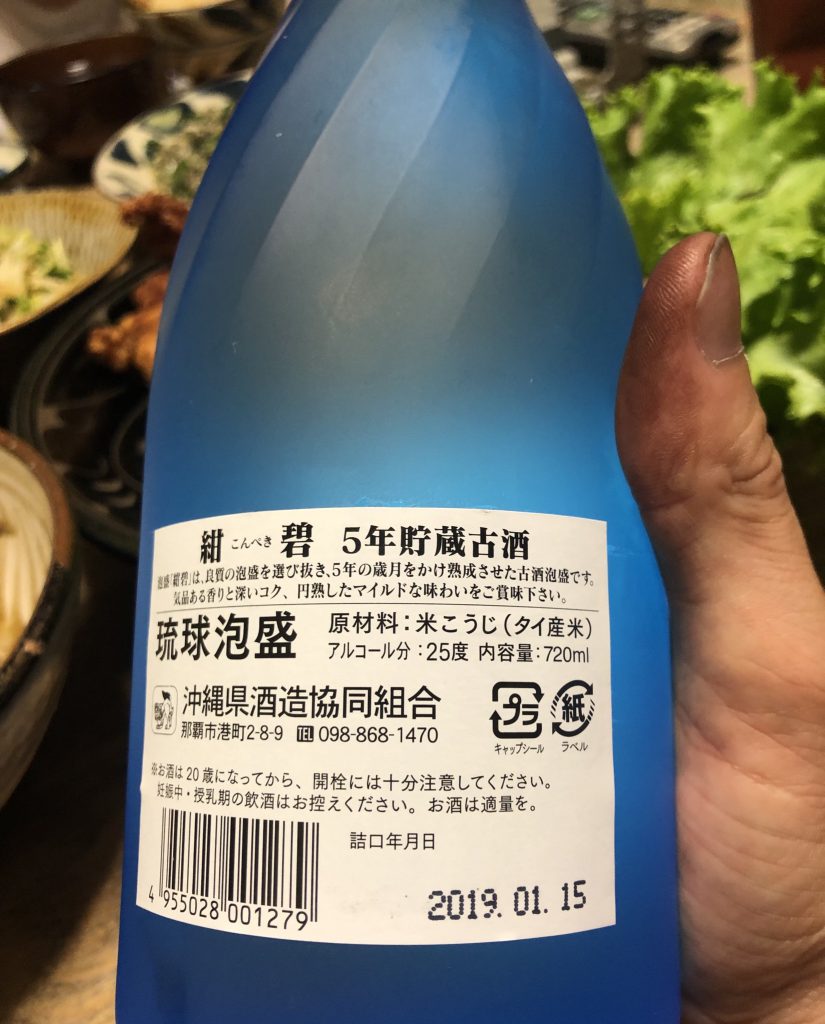 紺 こんぺき 碧 5年貯蔵古酒
泡盛「紺碧」は、良質の泡盛を選び抜き、5年の歳月をかけ熟成させた古酒泡盛です。
気品ある香りと深いコク、円熟したマイルドな味わいをご賞味下さい。
琉球泡盛
原材料：米こうじ（タイ産米）
アルコール分：25度 内容量：720ml
沖縄県酒造協同組合
那覇市港町2-8-9 TEL 098-868-1470
プラ
キャップシール
紙
ラベル
※お酒は20歳になってから、開栓には十分注意してください。
妊娠中・授乳期の飲酒はお控えください。お酒は適量を。
詰口年月日
2019.01.15
4 955028 001279